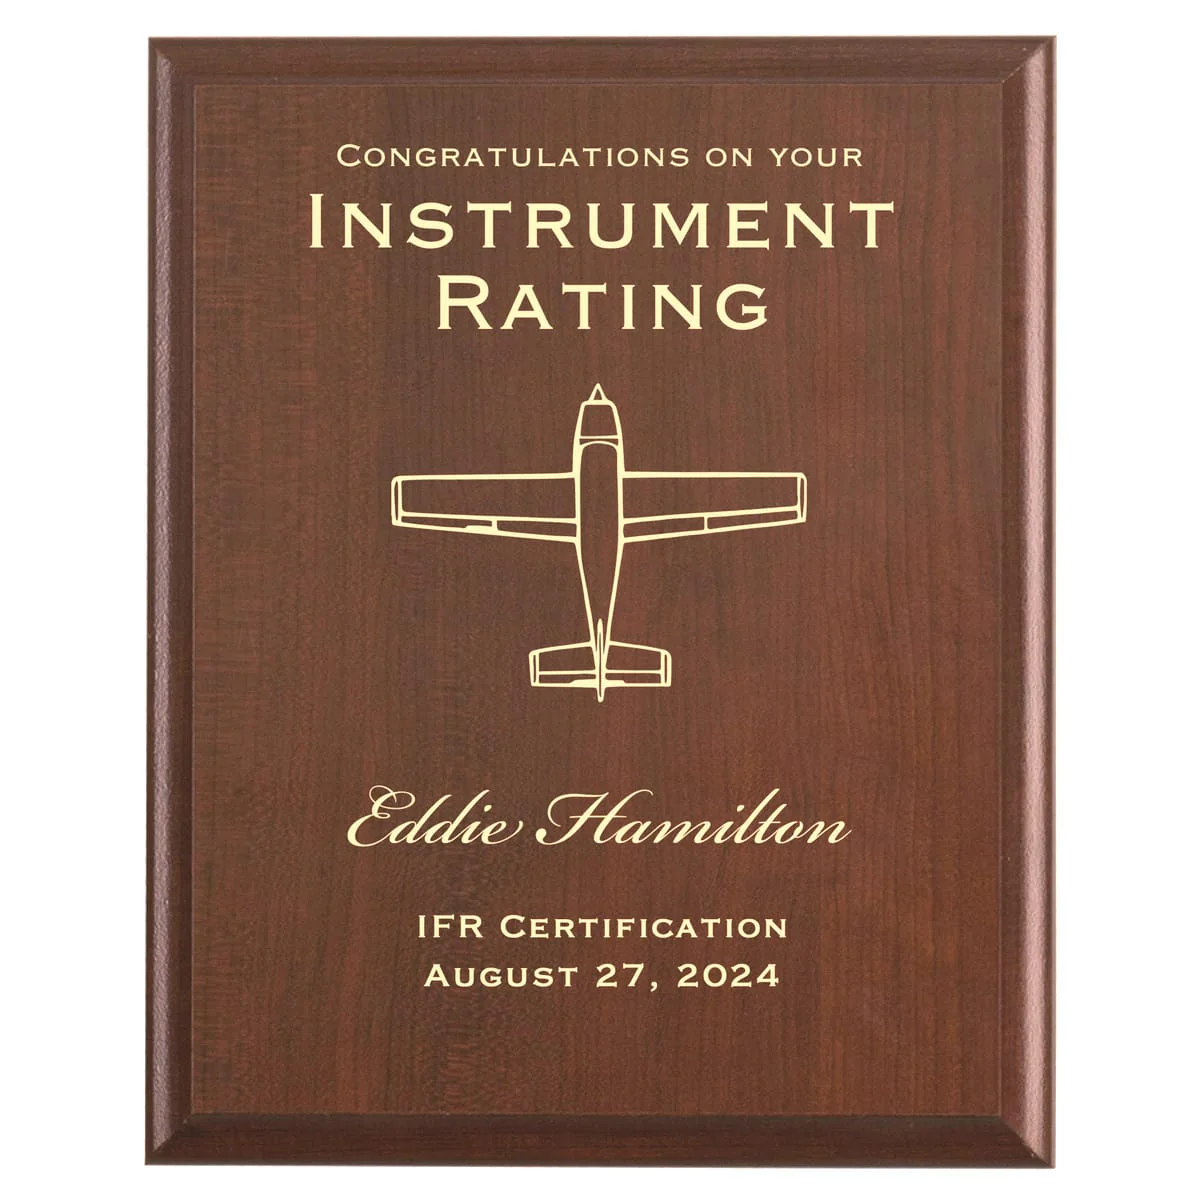 Congratulations on your
Instrument
Rating
Eddie Hamilton
IFR Certification
August 27, 2024